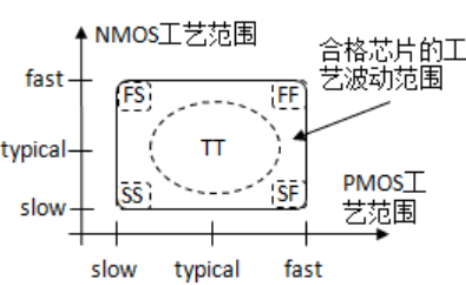 NMOS工艺范围
合格芯片的工
艺波动范围
fast
FS
FF
typical
TT
SS
SF
slow
PMOS工
艺范围
slow
typical
fast